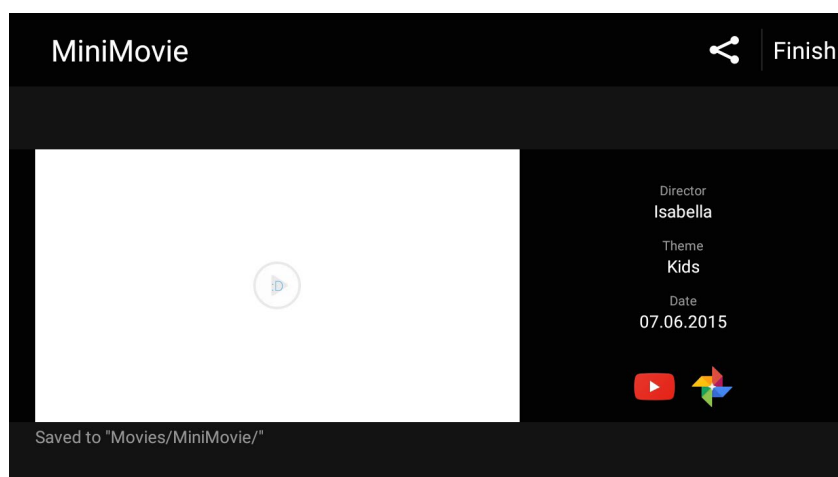 MiniMovie
Finish
:D
Director
Isabella
Theme
Kids
Date
07.06.2015
Saved to "Movies/MiniMovie/"